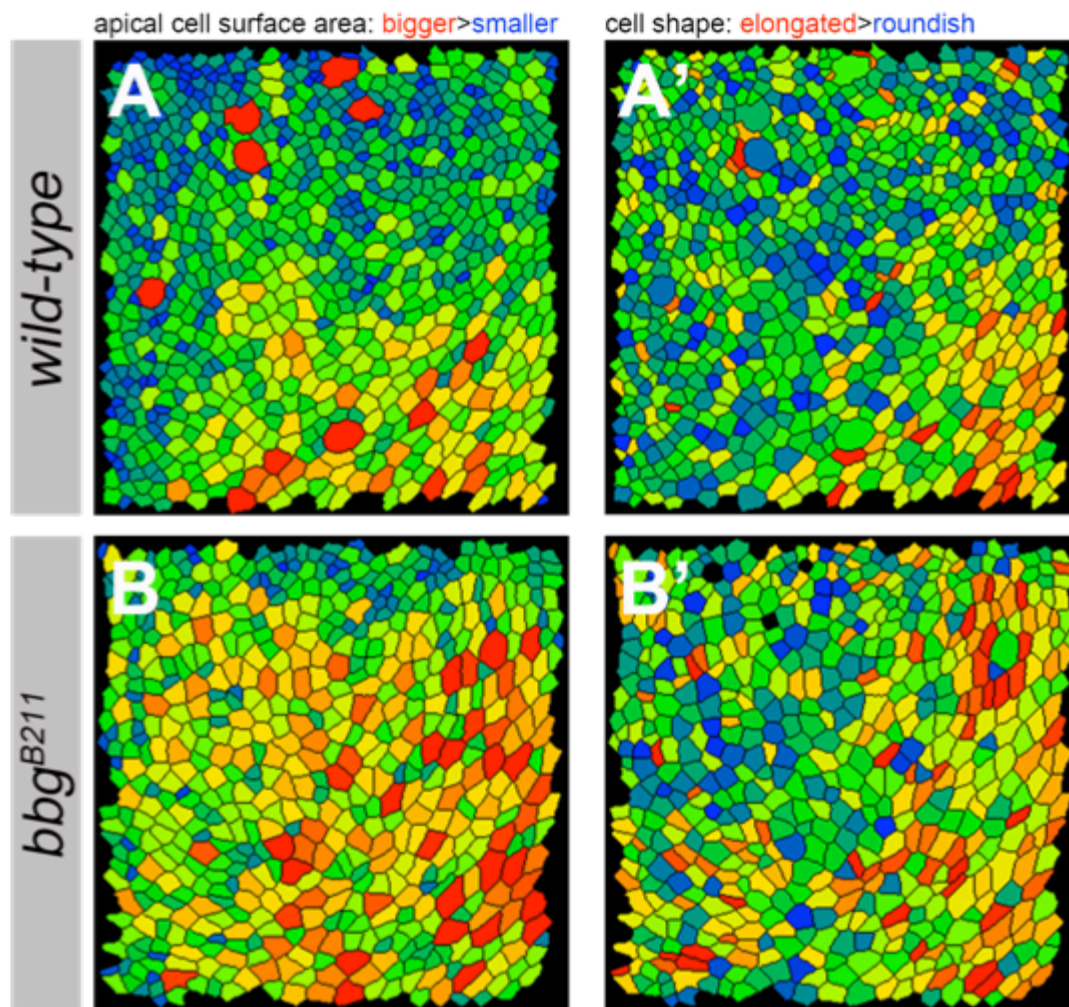 apical cell surface area: bigger>smaller
cell shape: elongated>roundish
wild-type
A
A'
bbgB211
B
B'